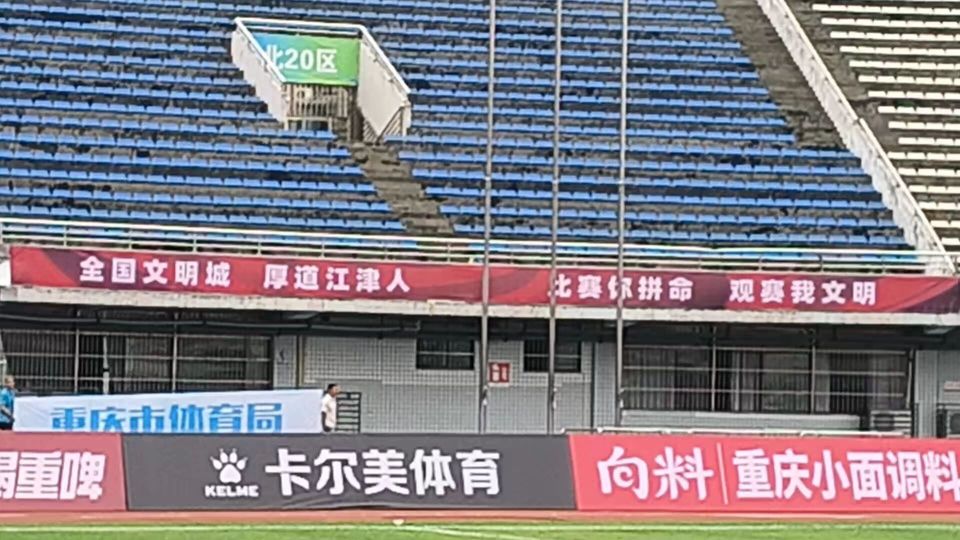 北20区
全国文明城 厚道江津人 比赛你拼命 观赛我文明
重庆市体育局
喝重啤
KELME 卡尔美体育
向料 重庆小面调料